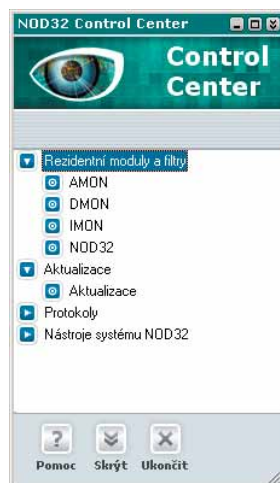 NOD32 Control Center
Control
Center
Rezidentní moduly a filtry
AMON
DMON
IMON
NOD32
Aktualizace
Aktualizace
Protokoly
Nástroje systému NOD32
Pomoc Skrýt Ukončit